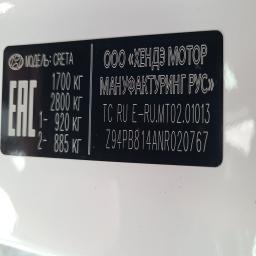 МОДЕЛЬ: CRETA
1700 КГ
2800 КГ
1- 920 КГ
2- 885 КГ
EAC
ООО «ХЕНДЭ МОТОР
МАНУФАКТУРИНГ РУС»
ТС RU E-RU.MT02.01013
Z94PB814ANR020767